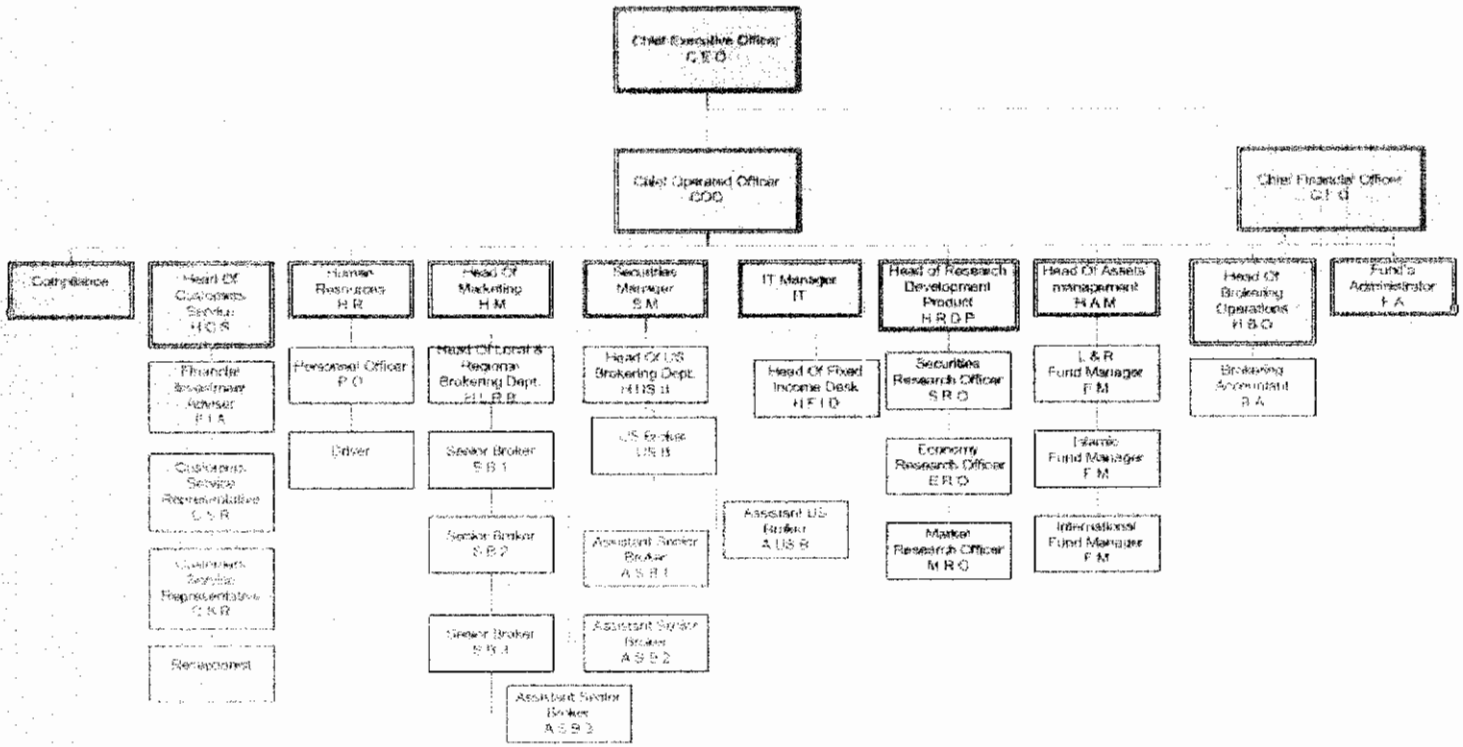 Chief Executive Officer
C E O
Chief Operated Officer
COO
Chief Financial Officer
C F O
Compliance
Head Of
Customers
Service
H C S
Financial
Investment
Adviser
F I A
Customers
Service
Representative
C S R
Customers
Service
Representative
C S R
Receptionist
Human
Resources
H R
Personnel Officer
P O
Driver
Head Of
Marketing
H M
Head Of Local &
Regional
Brokering Dept.
H L R B
Senior Broker
S B 1
Senior Broker
S B 2
Senior Broker
S B 3
Assistant Senior
Broker
A S B 3
Securities
Manager
S M
Head Of US
Brokering Dept.
H US B
US Broker
US B
Assistant Senior
Broker
A S B 1
Assistant Senior
Broker
A S B 2
Assistant US
Broker
A US B
IT Manager
IT
Head Of Fixed
Income Desk
H F I D
Head of Research
Development
Product
H R D P
Securities
Research Officer
S R O
Economy
Research Officer
E R O
Market
Research Officer
M R O
Head Of Assets
management
H A M
L & R
Fund Manager
F M
Islamic
Fund Manager
F M
International
Fund Manager
F M
Head Of
Brokering
Operations
H B O
Brokering
Accountant
B A
Fund's
Administrator
F A